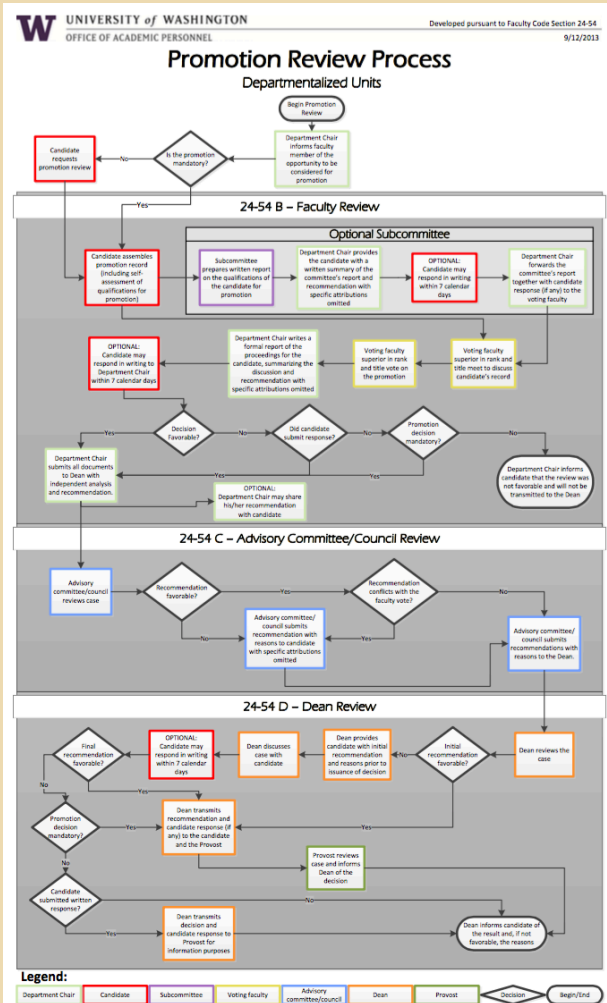 W UNIVERSITY of WASHINGTON
OFFICE OF ACADEMIC PERSONNEL
Developed pursuant to Faculty Code Section 24-54
9/12/2013
Promotion Review Process
Departmentalized Units
Begin Promotion
Review
Department Chair
informs faculty
member of the
opportunity to be
considered for
promotion
Is the promotion
mandatory?
No
Candidate
requests
promotion review
Yes
24-54 B – Faculty Review
Optional Subcommittee
Candidate assembles
promotion record
(including self-
assessment of
qualifications for
promotion)
Subcommittee
prepares written report
on the qualifications of
the candidate for
promotion
Department Chair provides
the candidate with a
written summary of the
committee's report and
recommendation with
specific attributions
omitted
OPTIONAL:
Candidate may
respond in writing
within 7 calendar
days
Department Chair
forwards the
committee's report
together with candidate
response (if any) to the
voting faculty
OPTIONAL:
Candidate may
respond in writing to
Department Chair
within 7 calendar days
Department Chair writes a
formal report of the
proceedings for the
candidate, summarizing the
discussion and
recommendation with
specific attributions omitted
Voting faculty
superior in rank
and title vote on
the promotion
Voting faculty
superior in rank and
title meet to discuss
candidate's record
Decision
Favorable?
Yes
No
Did candidate
submit response?
No
Promotion
decision
mandatory?
No
Yes
Yes
Department Chair
submits all documents
to Dean with
independent analysis
and recommendation.
OPTIONAL:
Department Chair may share
his/her recommendation
with candidate
Department Chair informs
candidate that the review was
not favorable and will not be
transmitted to the Dean
24-54 C – Advisory Committee/Council Review
Advisory
committee/council
reviews case
Recommendation
favorable?
Yes
Recommendation
conflicts with the
faculty vote?
No
No
Yes
Advisory committee/
council submits
recommendation with
reasons to candidate
with specific attributions
omitted
Advisory committee/
council submits
recommendations with
reasons to the Dean.
24-54 D – Dean Review
Final
recommendation
favorable?
OPTIONAL:
Candidate may
respond in writing
within 7 calendar
days
Dean discusses
case with
candidate
Dean provides
candidate with initial
recommendation
and reasons prior to
issuance of decision
No
Initial
recommendation
favorable?
Dean reviews the
case
No
Yes
Yes
Promotion
decision
mandatory?
Yes
Dean transmits
recommendation and
candidate response (if
any) to the candidate
and the Provost
No
Provost reviews
case and informs
Dean of the
decision
Candidate
submitted written
response?
No
Yes
Dean transmits
decision and
candidate response to
Provost for
information purposes
Dean informs candidate of
the result and, if not
favorable, the reasons
Legend:
Department Chair
Candidate
Subcommittee
Voting faculty
Advisory
committee/council
Dean
Provost
Decision
Begin/End